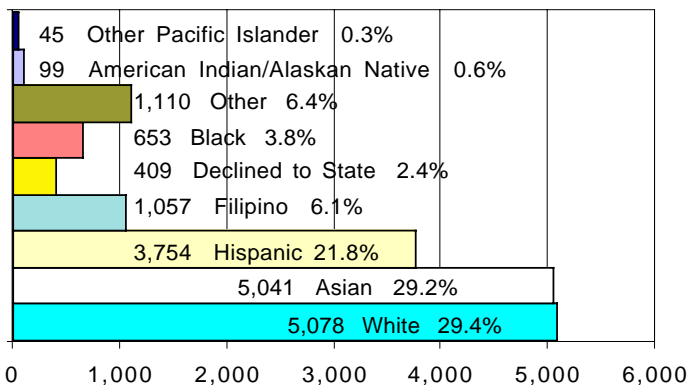 45 Other Pacific Islander 0.3%
99 American Indian/Alaskan Native 0.6%
1,110 Other 6.4%
653 Black 3.8%
409 Declined to State 2.4%
1,057 Filipino 6.1%
3,754 Hispanic 21.8%
5,041 Asian 29.2%
5,078 White 29.4%
0 1,000 2,000 3,000 4,000 5,000 6,000